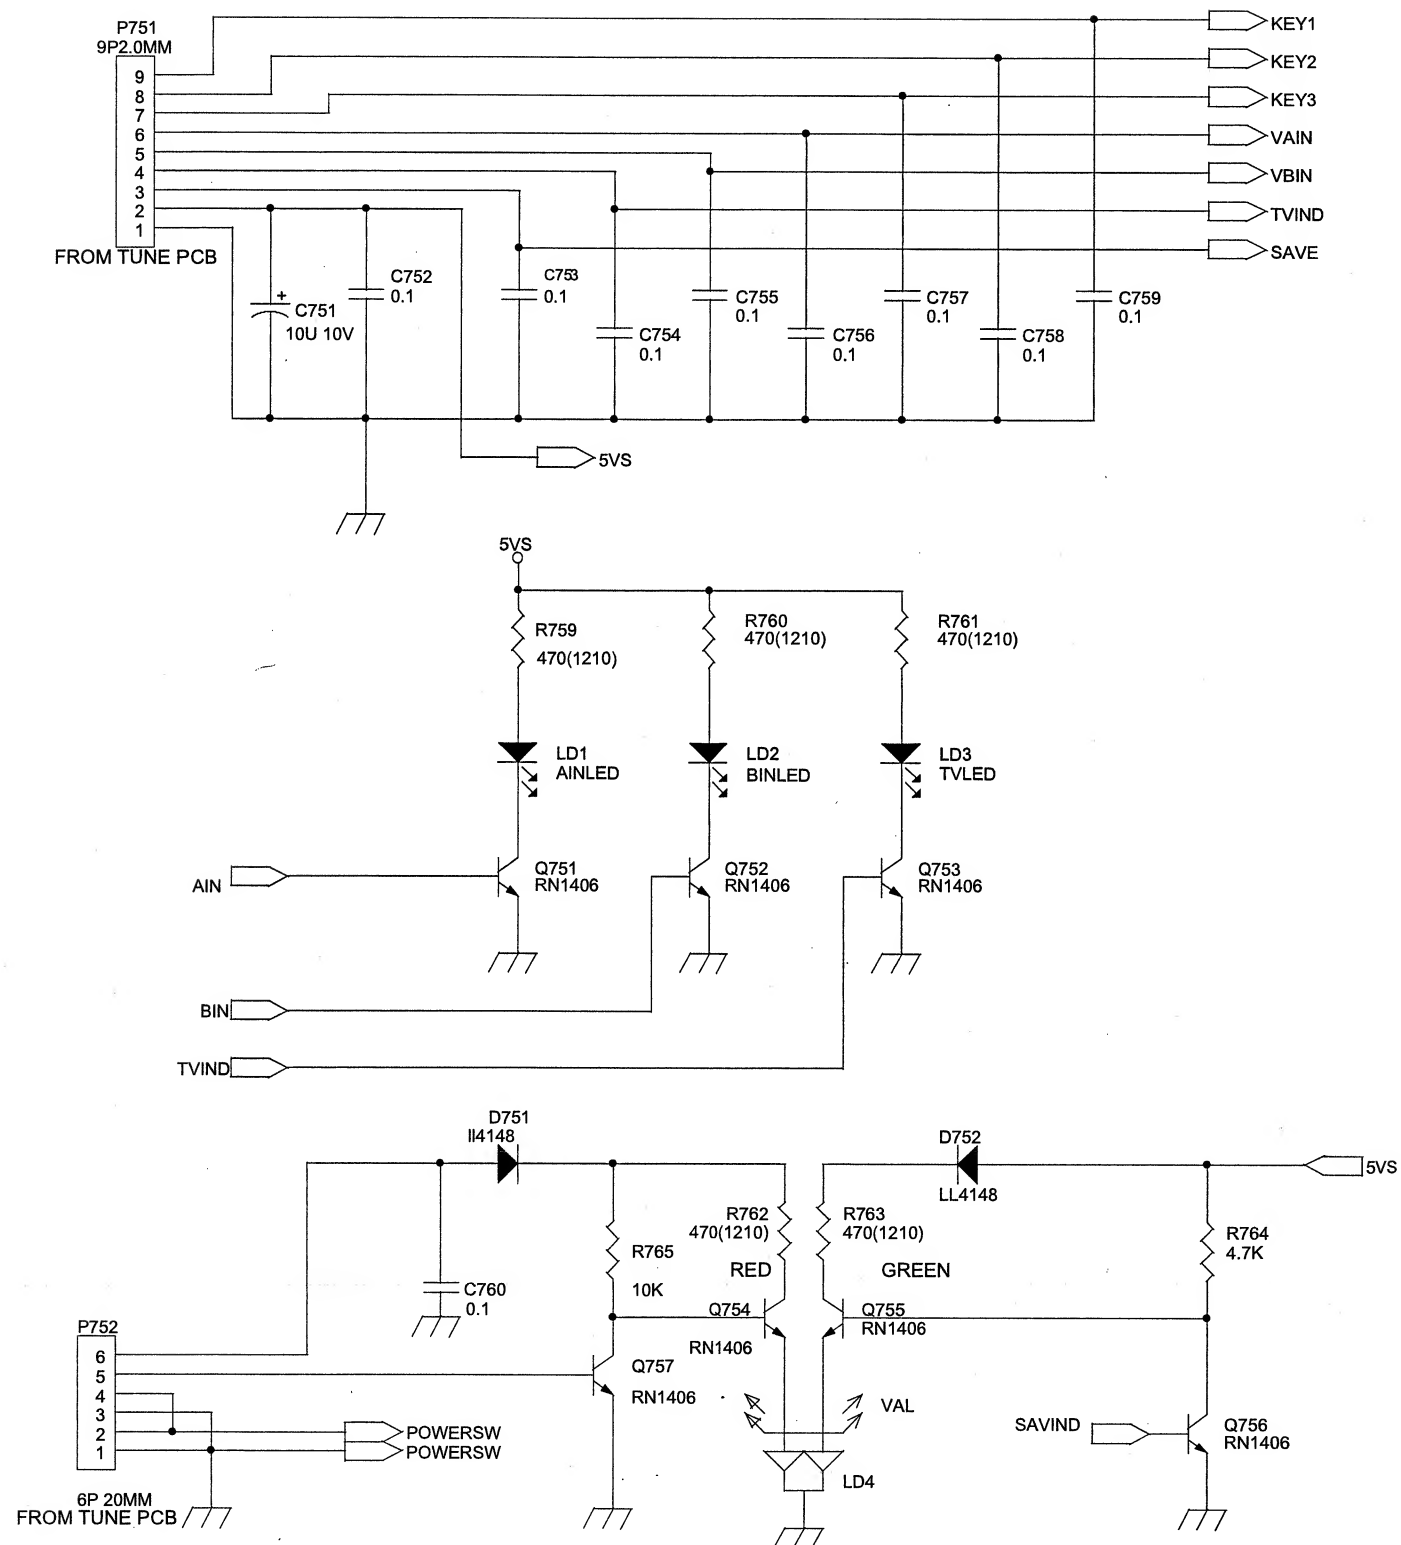 P751
9P2.0MM
9
8
7
6
5
4
3
2
1
FROM TUNE PCB
KEY1
KEY2
KEY3
VAIN
VBIN
TVIND
SAVE
+
C751
10U 10V
C752
0.1
C753
0.1
C754
0.1
C755
0.1
C756
0.1
C757
0.1
C758
0.1
C759
0.1
5VS
5VS
R759
470(1210)
R760
470(1210)
R761
470(1210)
LD1
AINLED
LD2
BINLED
LD3
TVLED
AIN
Q751
RN1406
Q752
RN1406
Q753
RN1406
BIN
TVIND
D751
ll4148
D752
LL4148
5VS
R762
470(1210)
R763
470(1210)
R764
4.7K
R765
10K
RED
GREEN
C760
0.1
Q754
RN1406
Q755
RN1406
P752
6
5
4
3
2
1
Q757
RN1406
VAL
POWERSW
POWERSW
SAVIND
Q756
RN1406
LD4
6P 20MM
FROM TUNE PCB